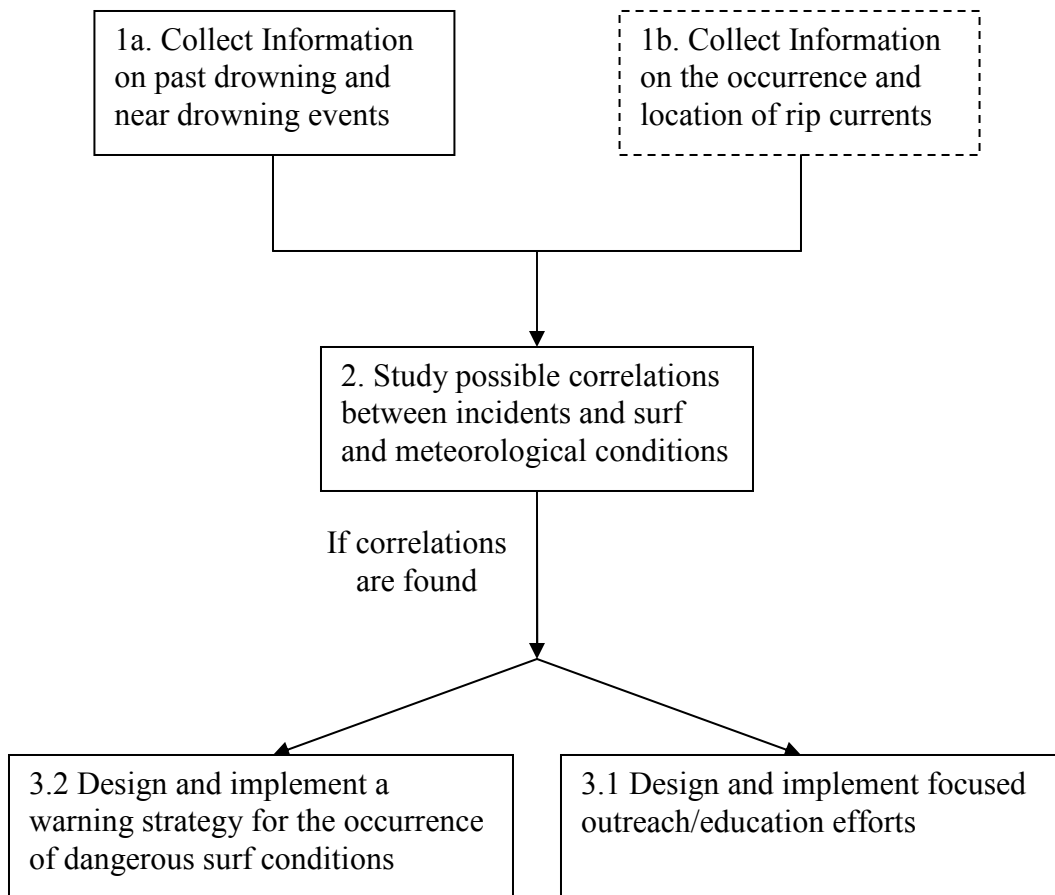 1a. Collect Information
on past drowning and
near drowning events
1b. Collect Information
on the occurrence and
location of rip currents
2. Study possible correlations
between incidents and surf
and meteorological conditions
If correlations
are found
3.2 Design and implement a
warning strategy for the occurrence
of dangerous surf conditions
3.1 Design and implement focused
outreach/education efforts